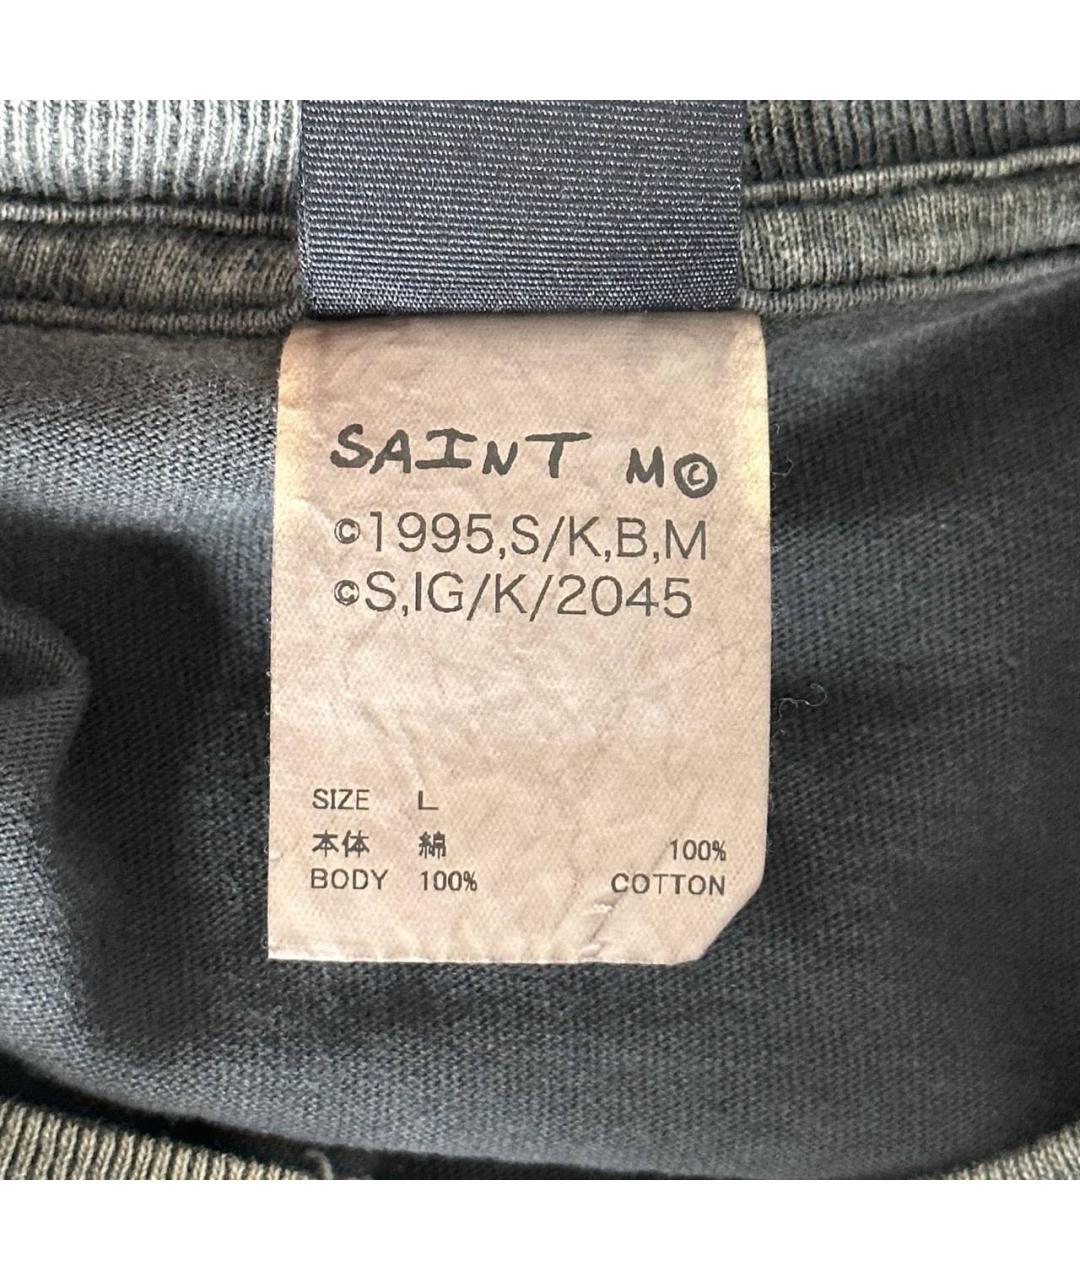 SAINT M©
©1995,S/K,B,M
©S,IG/K/2045
SIZE L
本体 綿 100%
BODY 100% COTTON